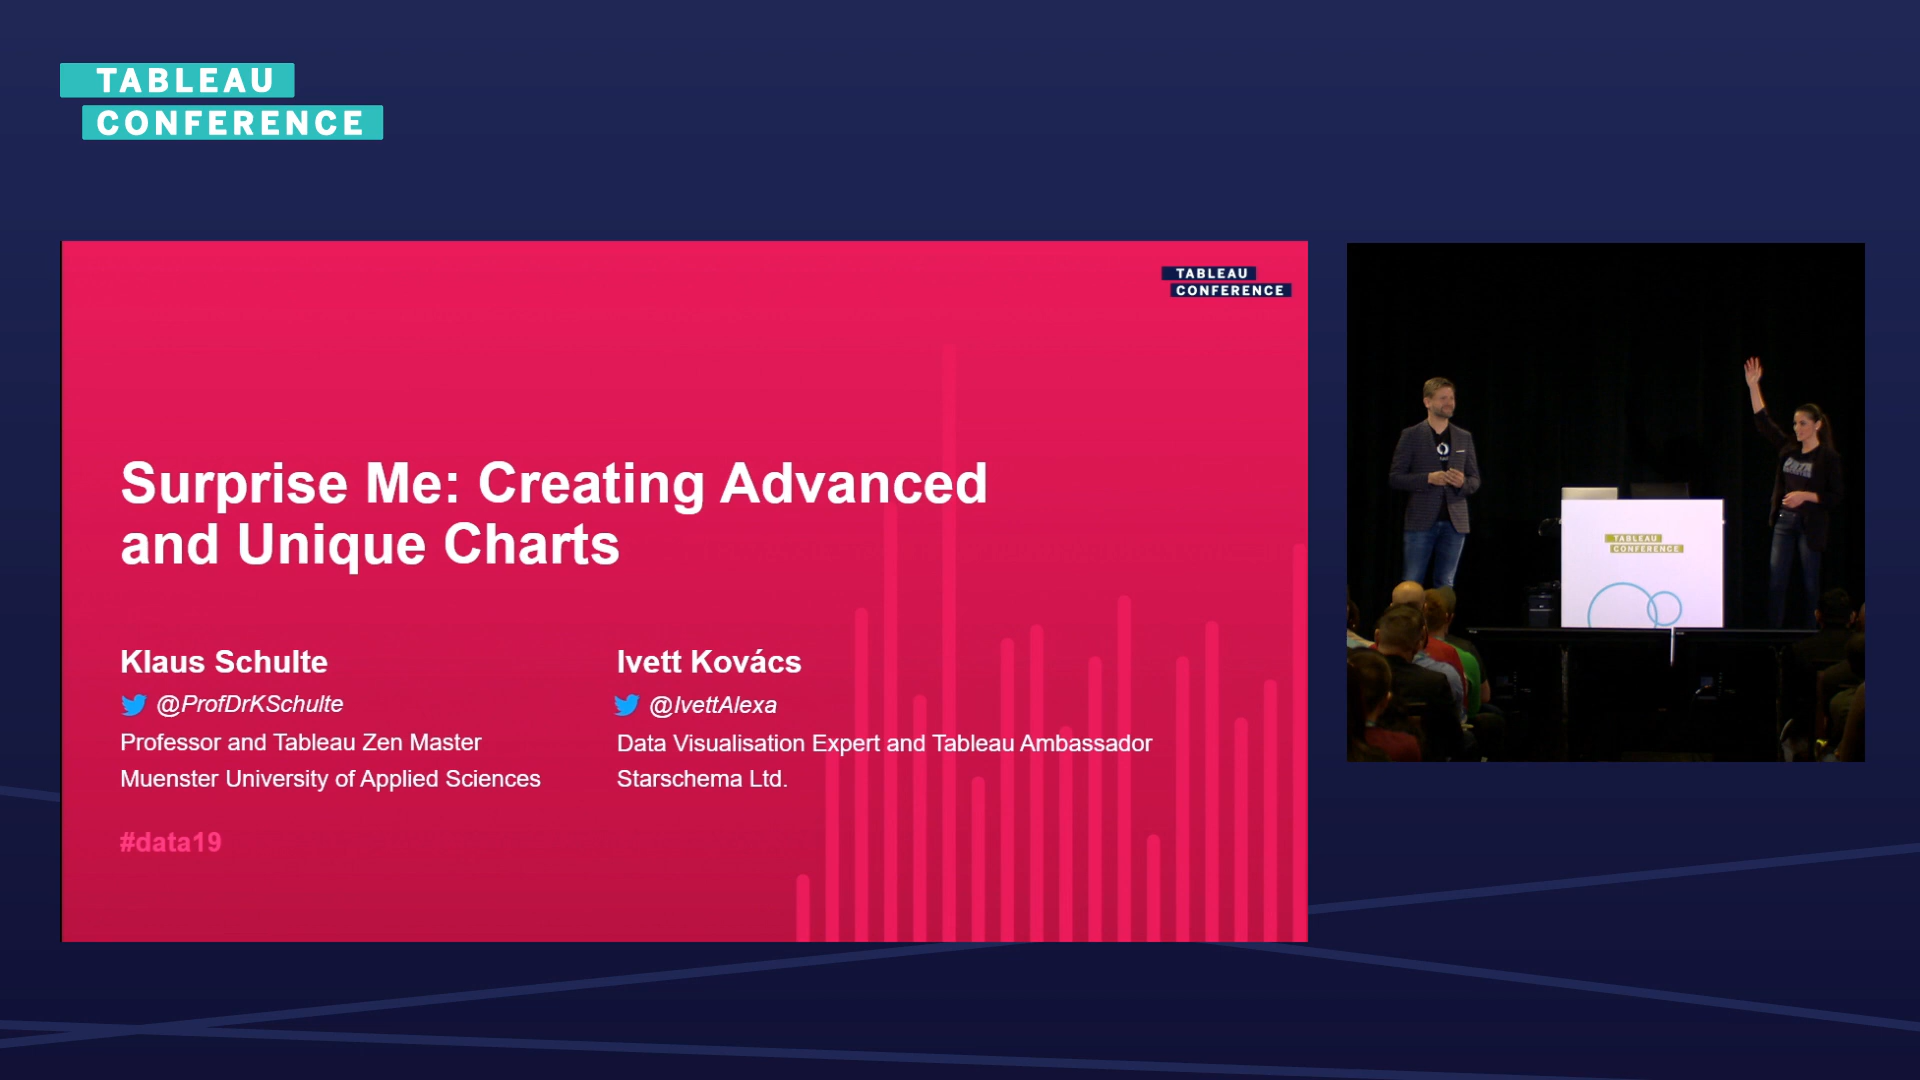 TABLEAU
CONFERENCE
TABLEAU
CONFERENCE
Surprise Me: Creating Advanced
and Unique Charts
Klaus Schulte
@ProfDrKSchulte
Professor and Tableau Zen Master
Muenster University of Applied Sciences
Ivett Kovács
@IvettAlexa
Data Visualisation Expert and Tableau Ambassador
Starschema Ltd.
#data19
TABLEAU
CONFERENCE